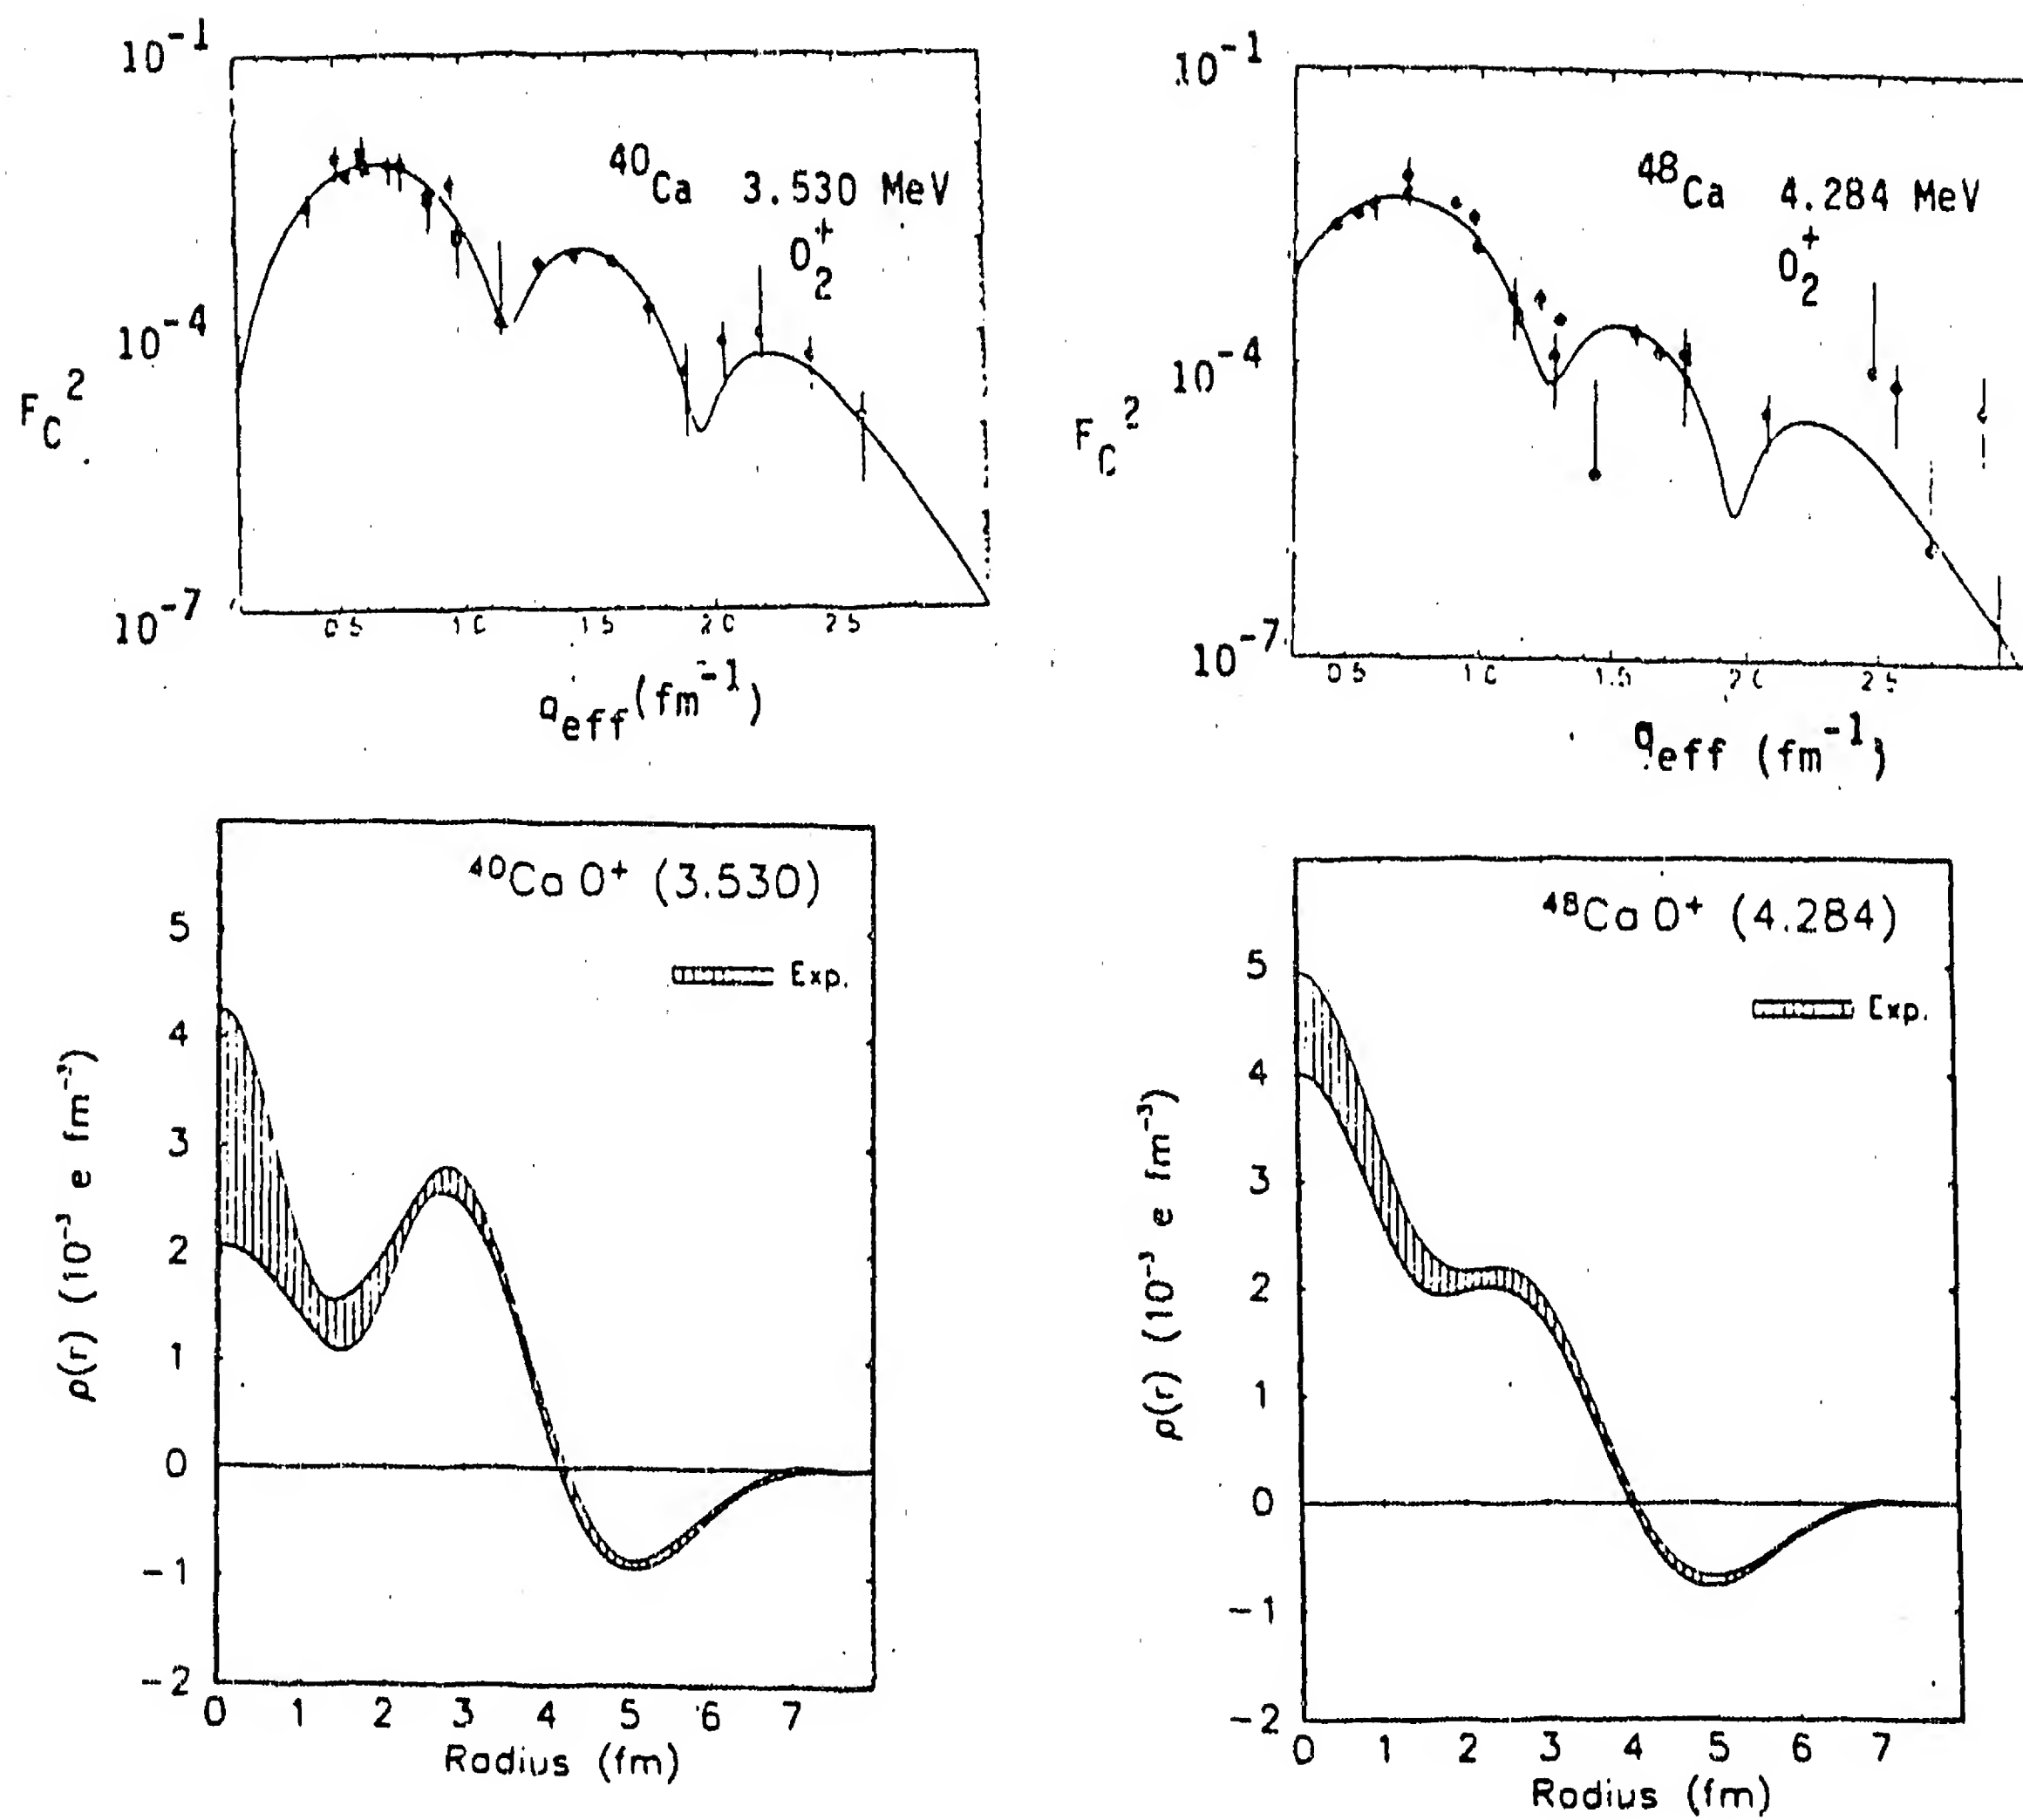 10⁻¹
⁴⁰Ca 3.530 MeV
0⁺₂
10⁻⁴
F_C²
10⁻⁷
0.5 1.0 1.5 2.0 2.5
q_eff (fm⁻¹)
10⁻¹
⁴⁸Ca 4.284 MeV
0⁺₂
10⁻⁴
F_C²
10⁻⁷
0.5 1.0 1.5 2.0 2.5
q_eff (fm⁻¹)
⁴⁰Ca 0⁺ (3.530)
Exp.
5
4
3
2
1
0
-1
-2
ρ(r) (10⁻³ e fm⁻³)
0 1 2 3 4 5 6 7
Radius (fm)
⁴⁸Ca 0⁺ (4.284)
Exp.
5
4
3
2
1
0
-1
-2
ρ(r) (10⁻³ e fm⁻³)
0 1 2 3 4 5 6 7
Radius (fm)